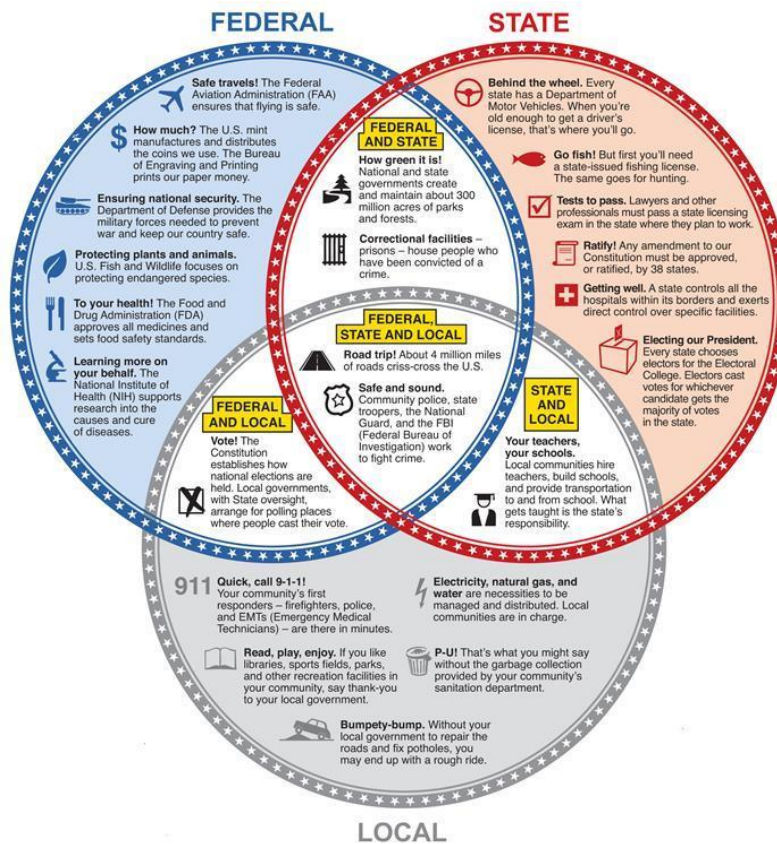 FEDERAL
STATE
Safe travels! The Federal
Aviation Administration (FAA)
ensures that flying is safe.
$ How much? The U.S. mint
manufactures and distributes
the coins we use. The Bureau
of Engraving and Printing
prints our paper money.
Ensuring national security. The
Department of Defense provides the
military forces needed to prevent
war and keep our country safe.
Protecting plants and animals.
U.S. Fish and Wildlife focuses on
protecting endangered species.
To your health! The Food and
Drug Administration (FDA)
approves all medicines and
sets food safety standards.
Learning more on
your behalf. The
National Institute of
Health (NIH) supports
research into the
causes and cure
of diseases.
FEDERAL
AND STATE
How green it is!
National and state
governments create
and maintain about 300
million acres of parks
and forests.
Correctional facilities –
prisons – house people who
have been convicted of a
crime.
Behind the wheel. Every
state has a Department of
Motor Vehicles. When you're
old enough to get a driver's
license, that's where you'll go.
Go fish! But first you'll need
a state-issued fishing license.
The same goes for hunting.
Tests to pass. Lawyers and other
professionals must pass a state licensing
exam in the state where they plan to work.
Ratify! Any amendment to our
Constitution must be approved,
or ratified, by 38 states.
Getting well. A state controls all
the hospitals within its borders and exerts
direct control over specific facilities.
Electing our President.
Every state chooses
electors for the Electoral
College. Electors cast
votes for whichever
candidate gets the
majority of votes
in the state.
FEDERAL,
STATE AND LOCAL
Road trip! About 4 million miles
of roads criss-cross the U.S.
Safe and sound.
Community police, state
troopers, the National
Guard, and the FBI
(Federal Bureau of
Investigation) work
to fight crime.
FEDERAL
AND LOCAL
Vote! The
Constitution
establishes how
national elections are
held. Local governments,
with State oversight,
arrange for polling places
where people cast their vote.
STATE
AND
LOCAL
Your teachers,
your schools.
Local communities hire
teachers, build schools,
and provide transportation
to and from school. What
gets taught is the state's
responsibility.
911 Quick, call 9-1-1!
Your community's first
responders – firefighters, police,
and EMTs (Emergency Medical
Technicians) – are there in minutes.
Electricity, natural gas, and
water are necessities to be
managed and distributed. Local
communities are in charge.
Read, play, enjoy. If you like
libraries, sports fields, parks,
and other recreation facilities in
your community, say thank-you
to your local government.
P-U! That's what you might say
without the garbage collection
provided by your community's
sanitation department.
Bumpety-bump. Without your
local government to repair the
roads and fix potholes, you
may end up with a rough ride.
LOCAL